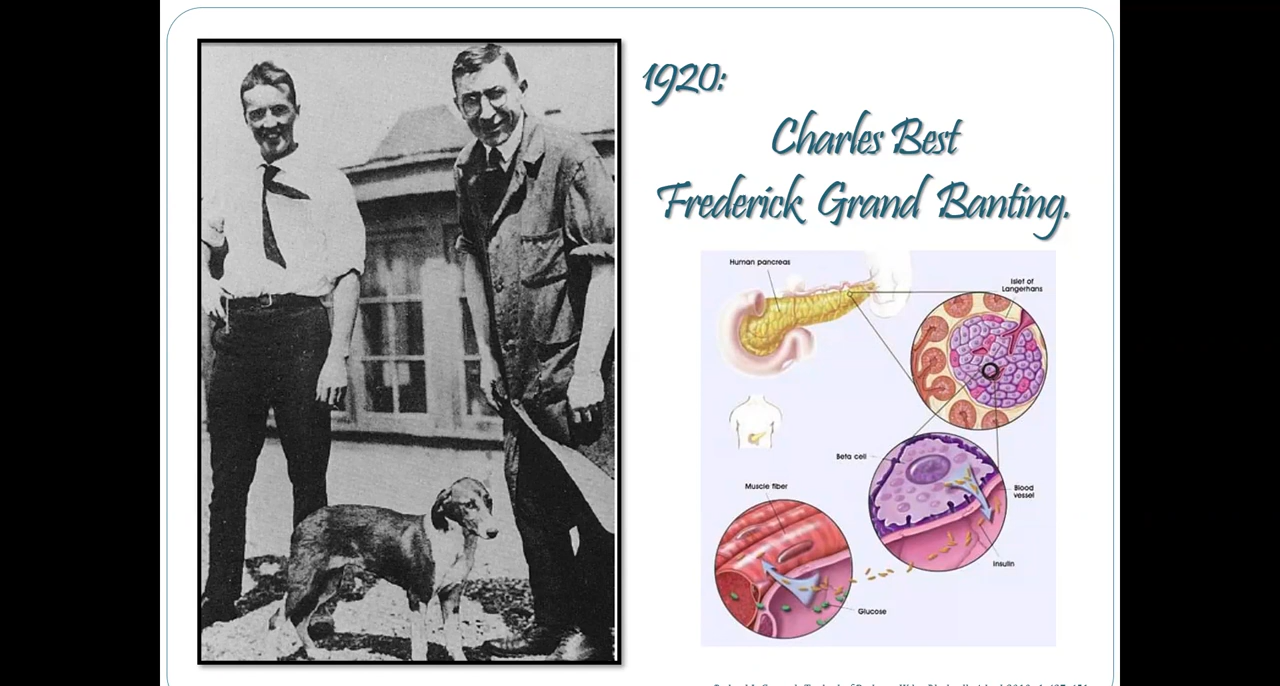 1920:
Charles Best
Frederick Grand Banting.
Human pancreas
Islet of
Langerhans
Beta cell
Muscle fiber
Blood
vessel
Insulin
Glucose